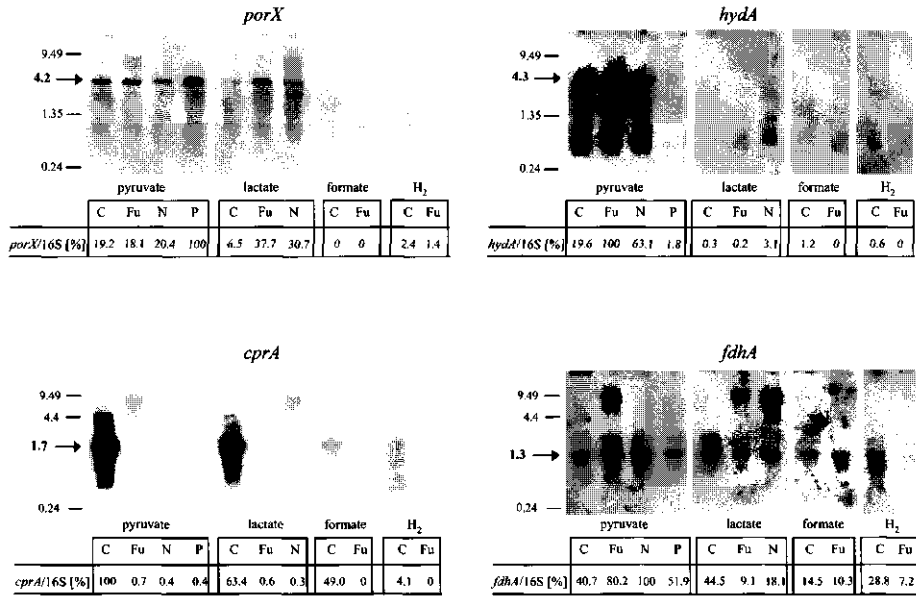 porX
9.49
4.2
1.35
0.24
pyruvate lactate formate H2
C Fu N P C Fu N C Fu C Fu
porX/16S [%] 19.2 18.1 20.4 100 6.5 37.7 30.7 0 0 2.4 1.4
hydA
9.49
4.3
1.35
0.24
pyruvate lactate formate H2
C Fu N P C Fu N C Fu C Fu
hydA/16S [%] 19.6 100 63.1 1.8 0.3 0.2 3.1 1.2 0 0.6 0
cprA
9.49
4.4
1.7
0.24
pyruvate lactate formate H2
C Fu N P C Fu N C Fu C Fu
cprA/16S [%] 100 0.7 0.4 0.4 63.4 0.6 0.3 49.0 0 4.1 0
fdhA
9.49
4.4
1.3
0.24
pyruvate lactate formate H2
C Fu N P C Fu N C Fu C Fu
fdhA/16S [%] 40.7 80.2 100 51.9 44.5 9.1 18.1 14.5 10.3 28.8 7.2